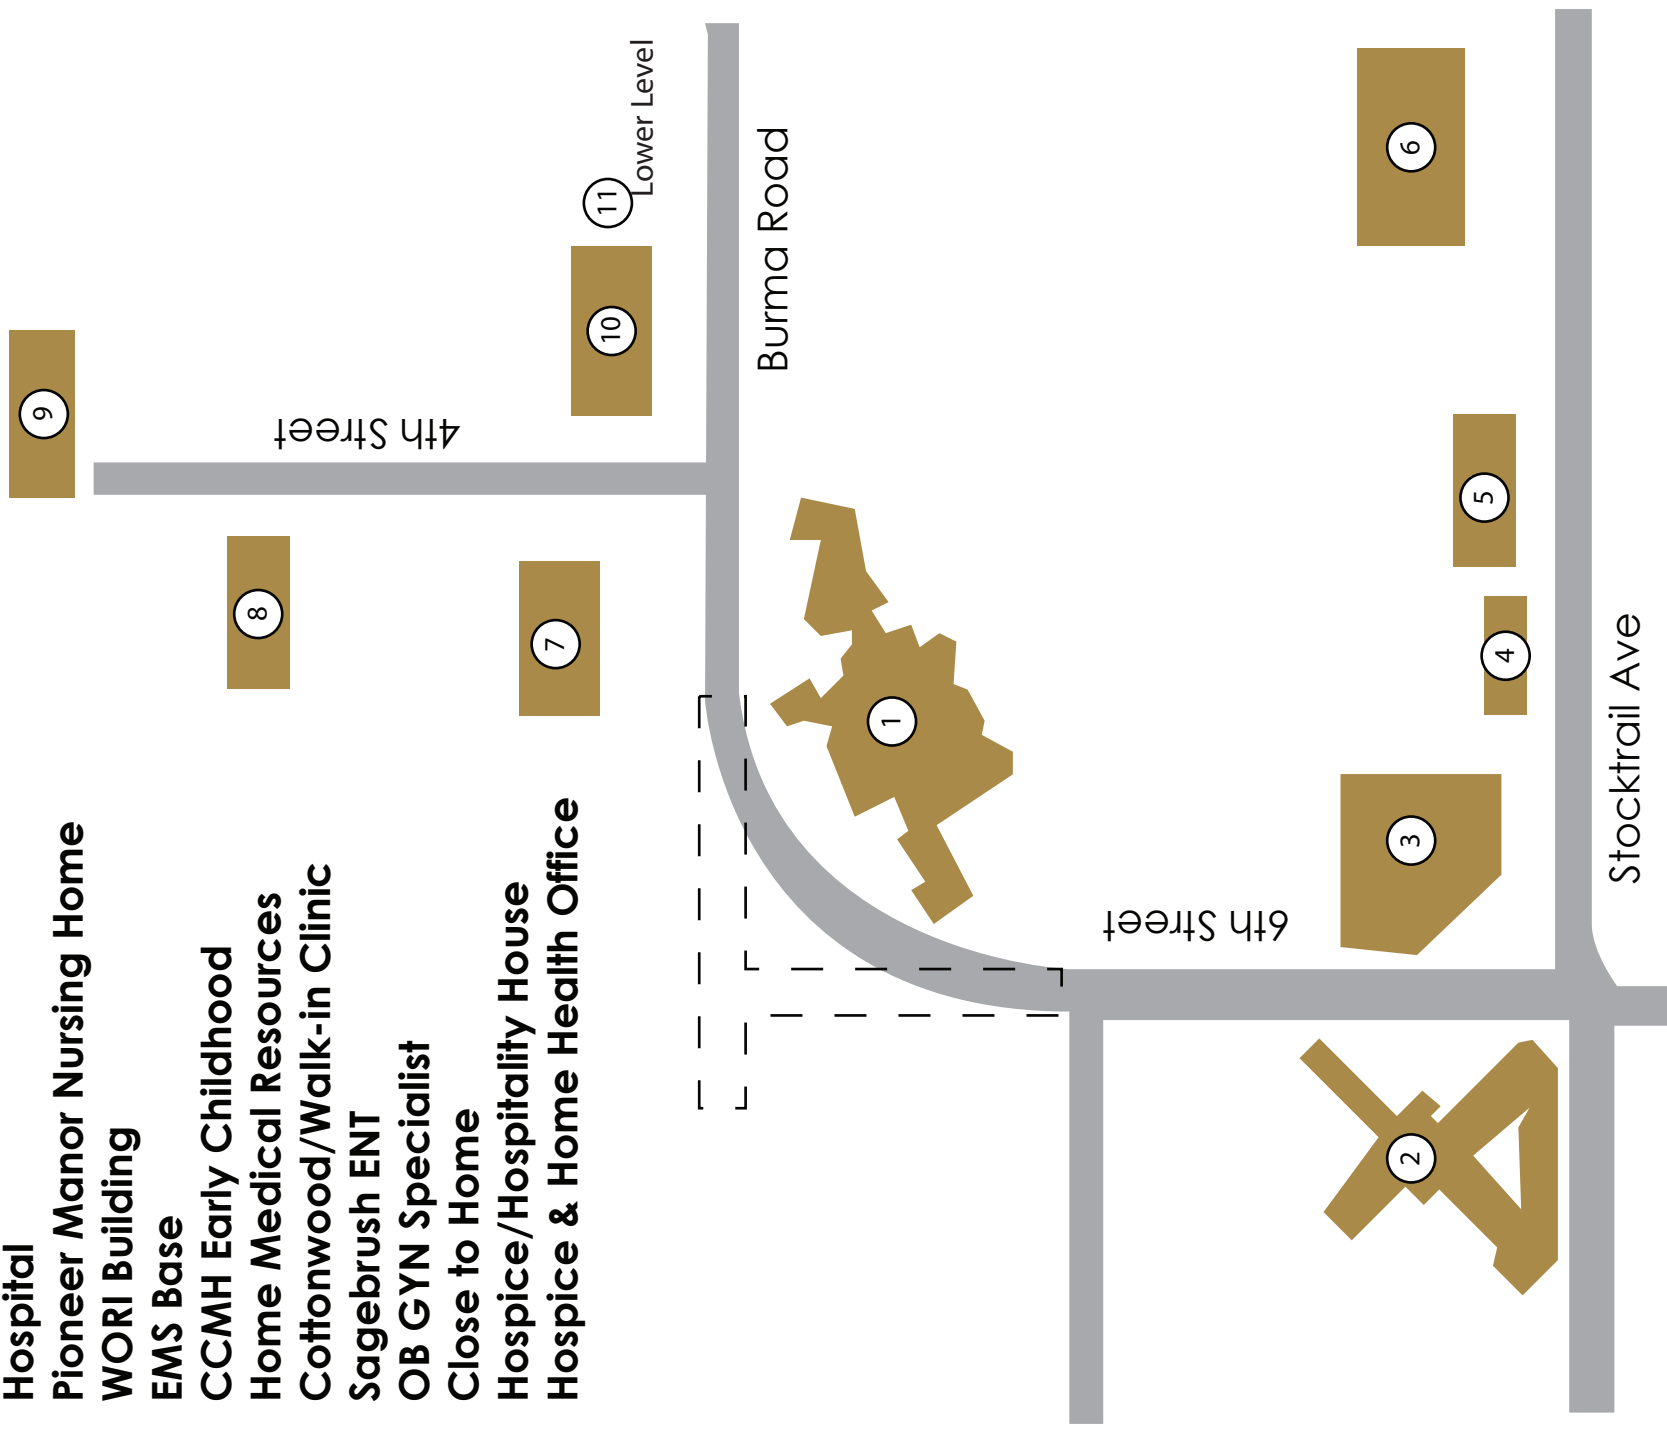 Hospital
Pioneer Manor Nursing Home
WORI Building
EMS Base
CCMH Early Childhood
Home Medical Resources
Cottonwood/Walk-in Clinic
Sagebrush ENT
OB GYN Specialist
Close to Home
Hospice/Hospitality House
Hospice & Home Health Office
9
8
7
4th Street
10
11
Lower Level
Burma Road
1
6th Street
2
3
4
5
6
Stocktrail Ave